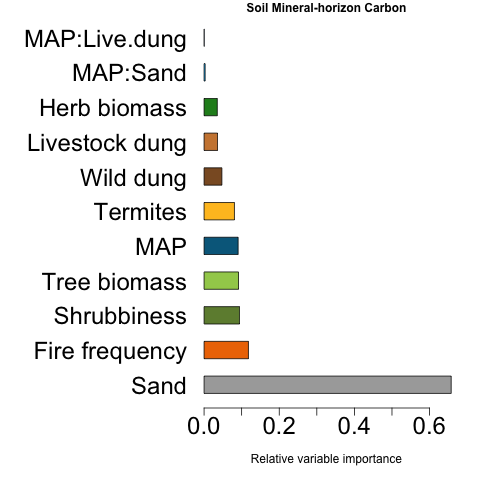 Soil Mineral-horizon Carbon
MAP:Live.dung
MAP:Sand
Herb biomass
Livestock dung
Wild dung
Termites
MAP
Tree biomass
Shrubbiness
Fire frequency
Sand
0.0 0.2 0.4 0.6
Relative variable importance